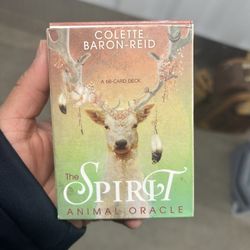 COLETTE
BARON-REID
A 68-CARD DECK
The
SPIRIT
ANIMAL ORACLE